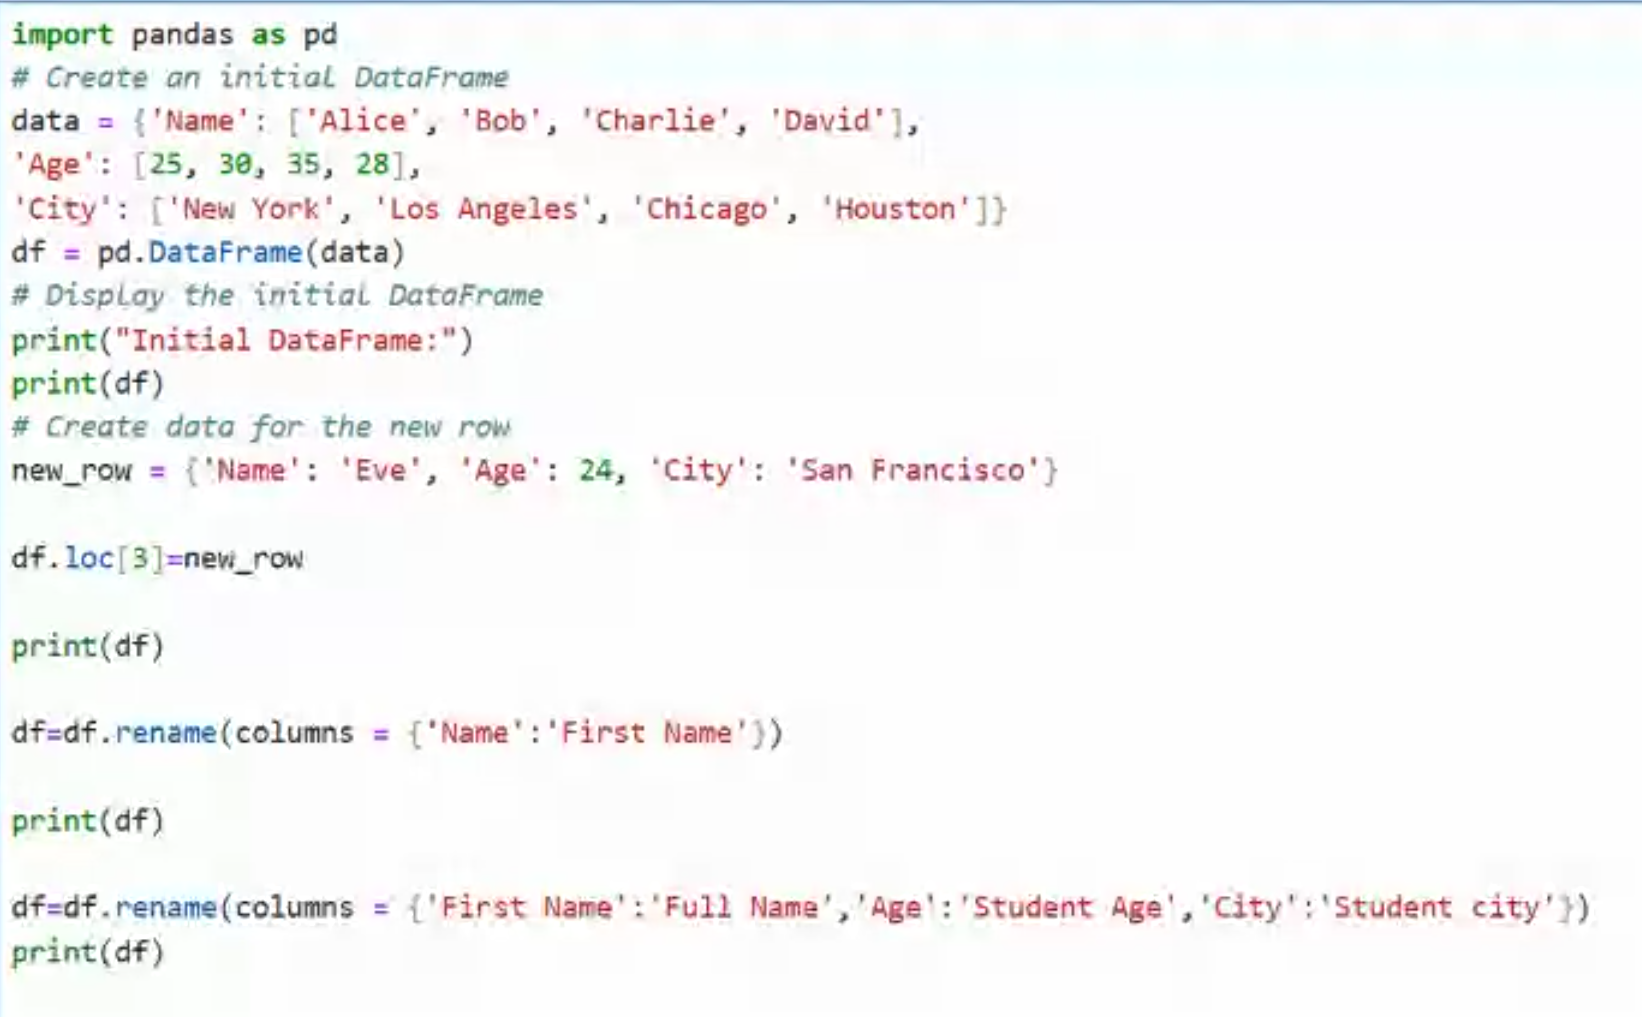 import pandas as pd
# Create an initial DataFrame
data = {'Name': ['Alice', 'Bob', 'Charlie', 'David'],
'Age': [25, 30, 35, 28],
'City': ['New York', 'Los Angeles', 'Chicago', 'Houston']}
df = pd.DataFrame(data)
# Display the initial DataFrame
print("Initial DataFrame:")
print(df)
# Create data for the new row
new_row = {'Name': 'Eve', 'Age': 24, 'City': 'San Francisco'}
df.loc[3]=new_row
print(df)
df=df.rename(columns = {'Name':'First Name'})
print(df)
df=df.rename(columns = {'First Name':'Full Name','Age':'Student Age','City':'Student city'})
print(df)